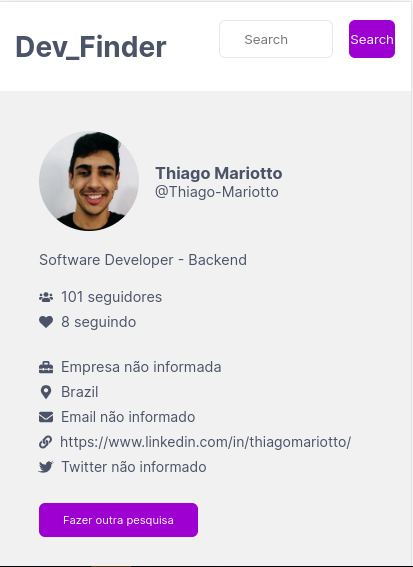 Dev_Finder
Search
Search
Thiago Mariotto
@Thiago-Mariotto
Software Developer - Backend
101 seguidores
8 seguindo
Empresa não informada
Brazil
Email não informado
https://www.linkedin.com/in/thiagomariotto/
Twitter não informado
Fazer outra pesquisa